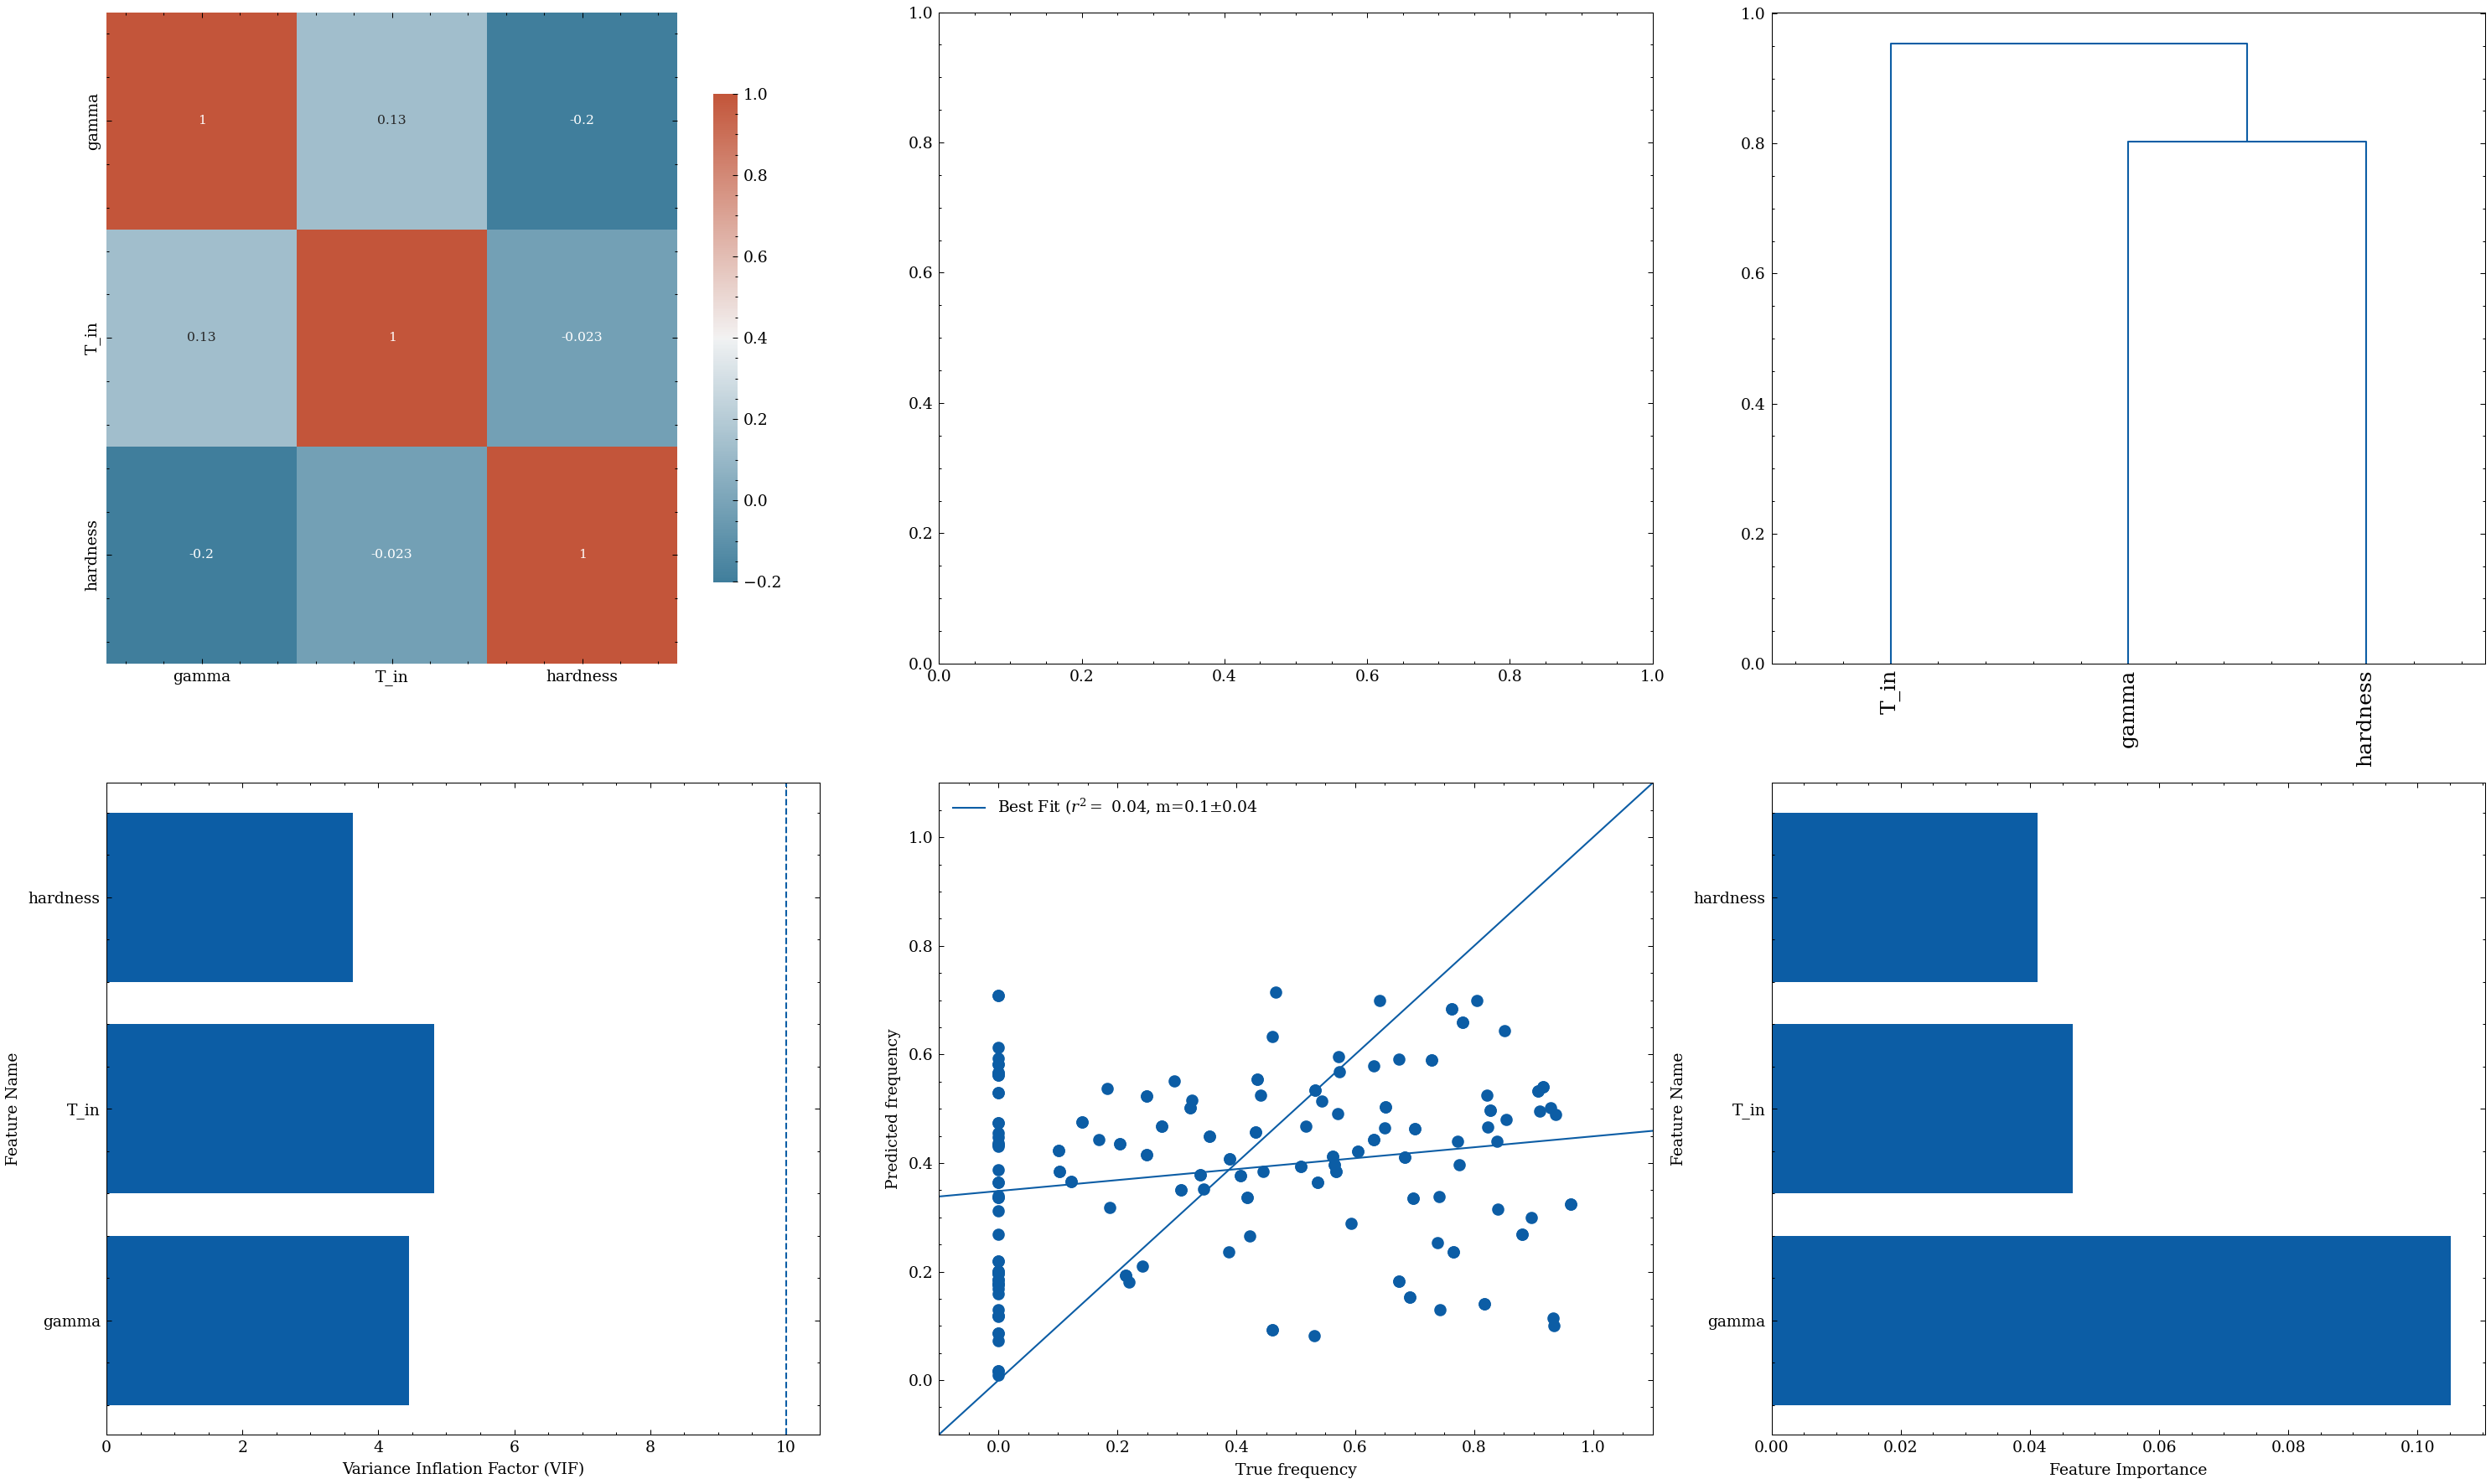 gamma
1
0.13
-0.2
T_in
0.13
1
-0.023
hardness
-0.2
-0.023
1
gamma
T_in
hardness
1.0
0.8
0.6
0.4
0.2
0.0
−0.2
1.0
0.8
0.6
0.4
0.2
0.0
0.0
0.2
0.4
0.6
0.8
1.0
1.0
0.8
0.6
0.4
0.2
0.0
T_in
gamma
hardness
Feature Name
hardness
T_in
gamma
0
2
4
6
8
10
Variance Inflation Factor (VIF)
Best Fit (r² = 0.04, m=0.1±0.04
Predicted frequency
1.0
0.8
0.6
0.4
0.2
0.0
0.0
0.2
0.4
0.6
0.8
1.0
True frequency
Feature Name
hardness
T_in
gamma
0.00
0.02
0.04
0.06
0.08
0.10
Feature Importance